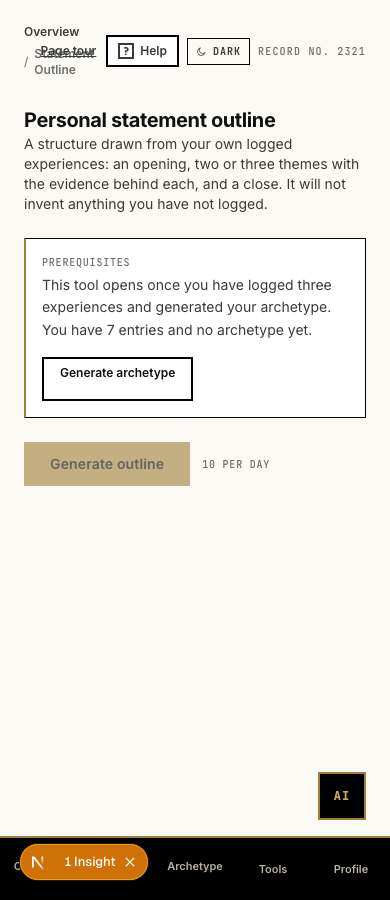 Overview
/ Statement Outline
Page tour
? Help
DARK
RECORD NO. 2321
Personal statement outline
A structure drawn from your own logged
experiences: an opening, two or three themes with
the evidence behind each, and a close. It will not
invent anything you have not logged.
PREREQUISITES
This tool opens once you have logged three
experiences and generated your archetype.
You have 7 entries and no archetype yet.
Generate archetype
Generate outline
10 PER DAY
AI
N 1 Insight
Archetype
Tools
Profile